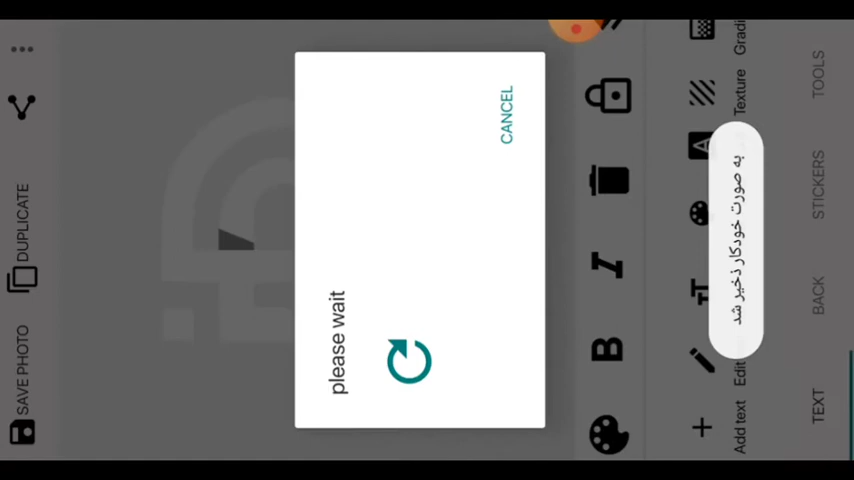 SAVE PHOTO
DUPLICATE
please wait
CANCEL
B
I
Add text
Edit
Texture
Gradi
به صورت خودکار ذخیر شد
TEXT
BACK
STICKERS
TOOLS